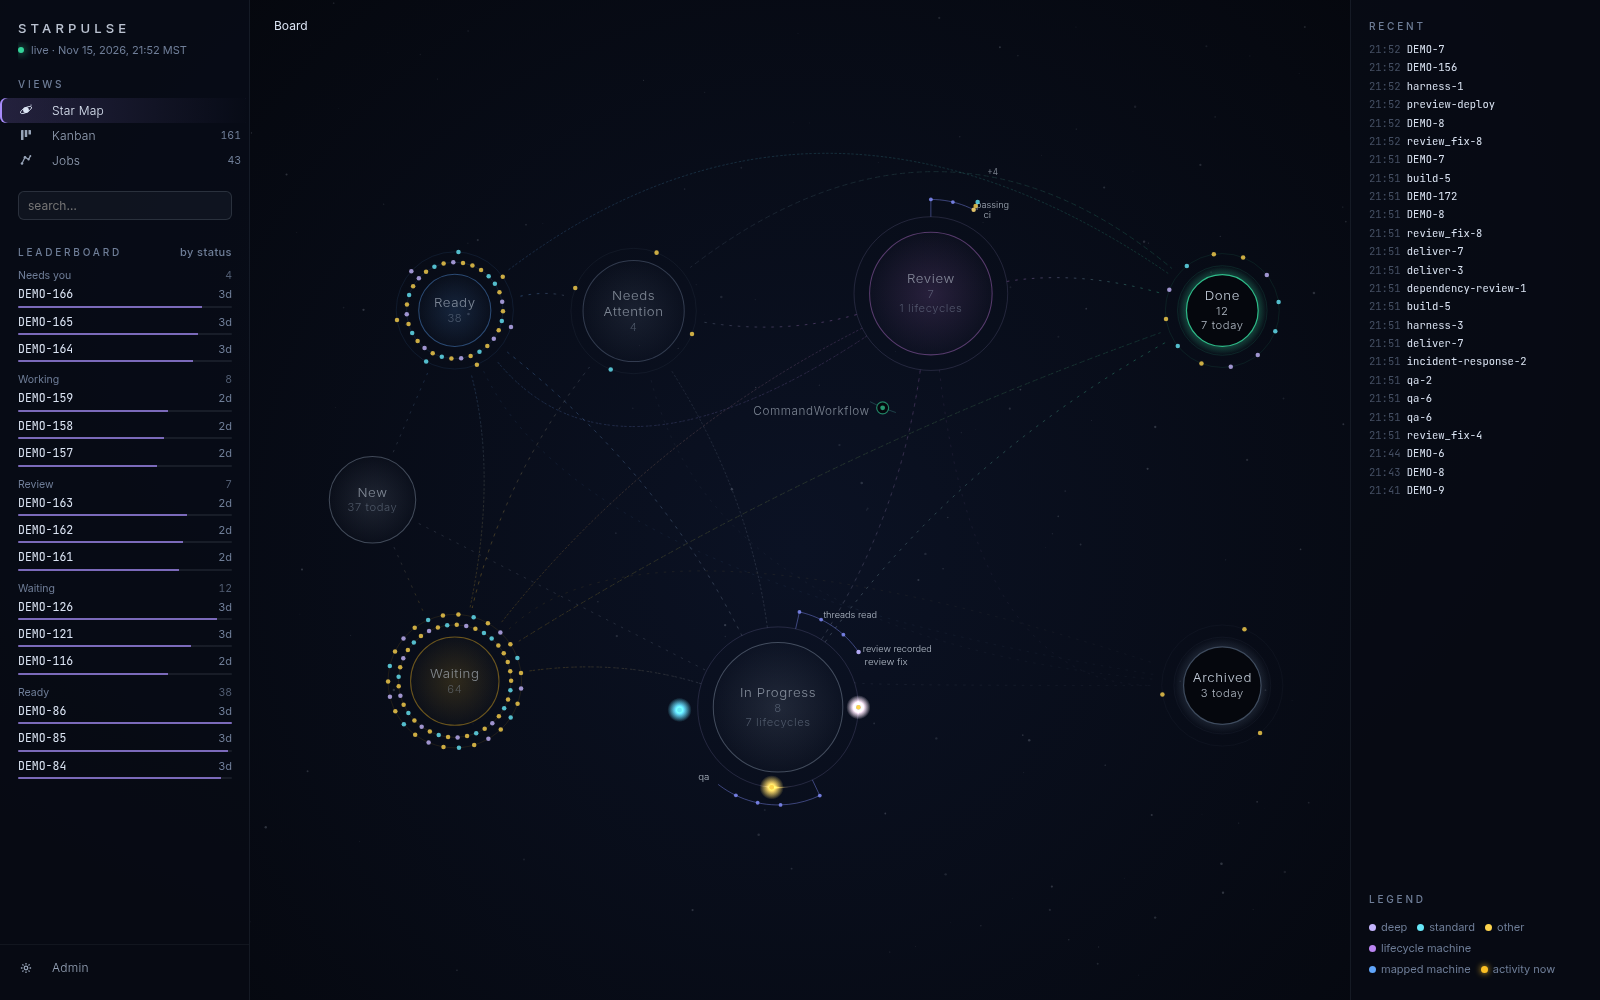 STARPULSE
live · Nov 15, 2026, 21:52 MST
VIEWS
Star Map
Kanban 161
Jobs 43
search...
LEADERBOARD by status
Needs you 4
DEMO-166 3d
DEMO-165 3d
DEMO-164 3d
Working 8
DEMO-159 2d
DEMO-158 2d
DEMO-157 2d
Review 7
DEMO-163 2d
DEMO-162 2d
DEMO-161 2d
Waiting 12
DEMO-126 3d
DEMO-121 3d
DEMO-116 2d
Ready 38
DEMO-86 3d
DEMO-85 3d
DEMO-84 3d
Admin
Board
+4
passing
ci
Ready
38
Needs
Attention
4
Review
7
1 lifecycles
Done
12
7 today
CommandWorkflow
New
37 today
threads read
review recorded
review fix
Waiting
64
In Progress
8
7 lifecycles
Archived
3 today
qa
RECENT
21:52 DEMO-7
21:52 DEMO-156
21:52 harness-1
21:52 preview-deploy
21:52 DEMO-8
21:52 review_fix-8
21:51 DEMO-7
21:51 build-5
21:51 DEMO-172
21:51 DEMO-8
21:51 review_fix-8
21:51 deliver-7
21:51 deliver-3
21:51 dependency-review-1
21:51 build-5
21:51 harness-3
21:51 deliver-7
21:51 incident-response-2
21:51 qa-2
21:51 qa-6
21:51 qa-6
21:51 review_fix-4
21:44 DEMO-6
21:43 DEMO-8
21:41 DEMO-9
LEGEND
deep standard other
lifecycle machine
mapped machine activity now